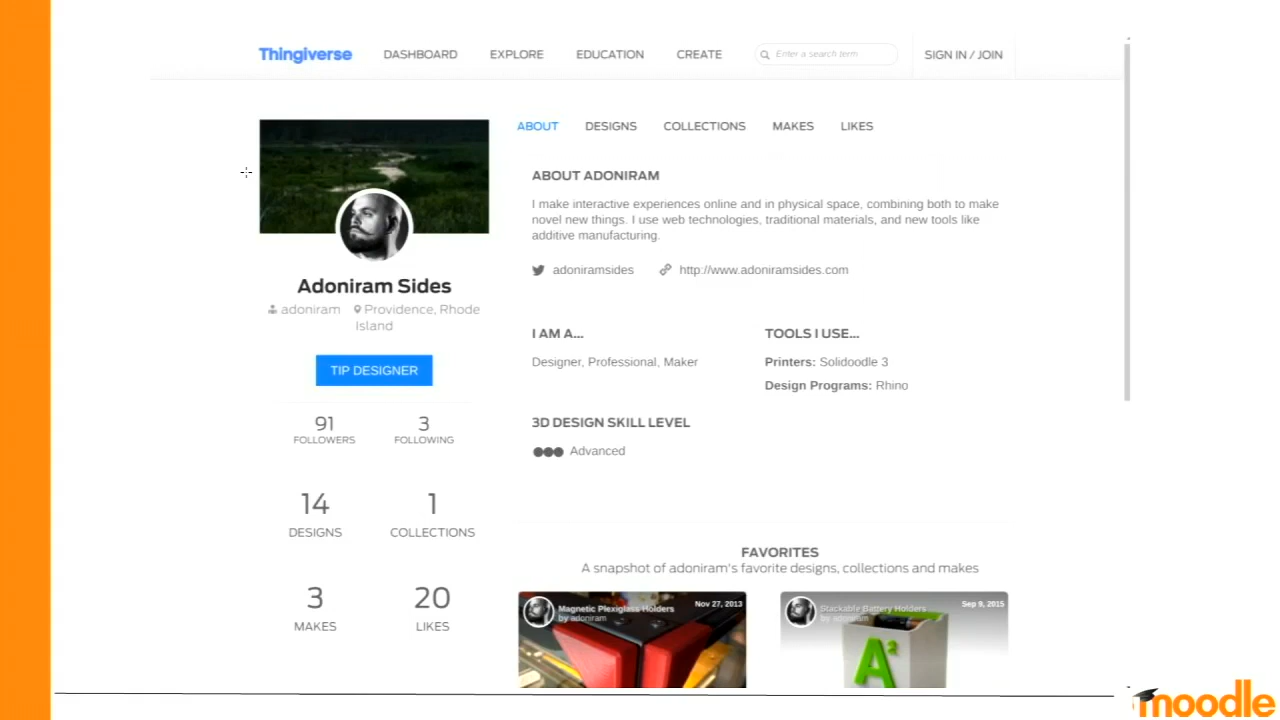 Thingiverse DASHBOARD EXPLORE EDUCATION CREATE Enter a search term SIGN IN / JOIN
ABOUT DESIGNS COLLECTIONS MAKES LIKES
ABOUT ADONIRAM
I make interactive experiences online and in physical space, combining both to make
novel new things. I use web technologies, traditional materials, and new tools like
additive manufacturing.
adoniramsides http://www.adoniramsides.com
Adoniram Sides
adoniram Providence, Rhode
Island
TIP DESIGNER
91 3
FOLLOWERS FOLLOWING
14 1
DESIGNS COLLECTIONS
3 20
MAKES LIKES
I AM A... TOOLS I USE...
Designer, Professional, Maker Printers: Solidoodle 3
Design Programs: Rhino
3D DESIGN SKILL LEVEL
Advanced
FAVORITES
A snapshot of adoniram's favorite designs, collections and makes
Magnetic Plexiglass Holders Nov 27, 2013
by adoniram
Stackable Battery Holders Sep 9, 2015
by adoniram
A²
moodle